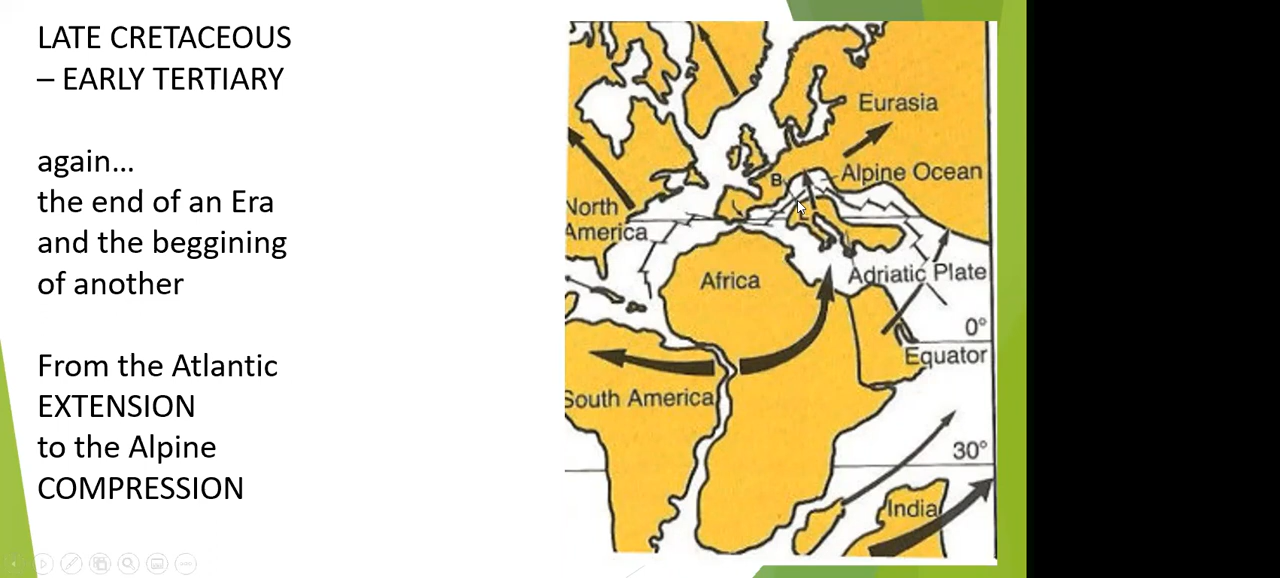 LATE CRETACEOUS
– EARLY TERTIARY
again...
the end of an Era
and the beggining
of another
From the Atlantic
EXTENSION
to the Alpine
COMPRESSION
Eurasia
Alpine Ocean
B
North
America
Africa
Adriatic Plate
0°
Equator
South America
30°
India